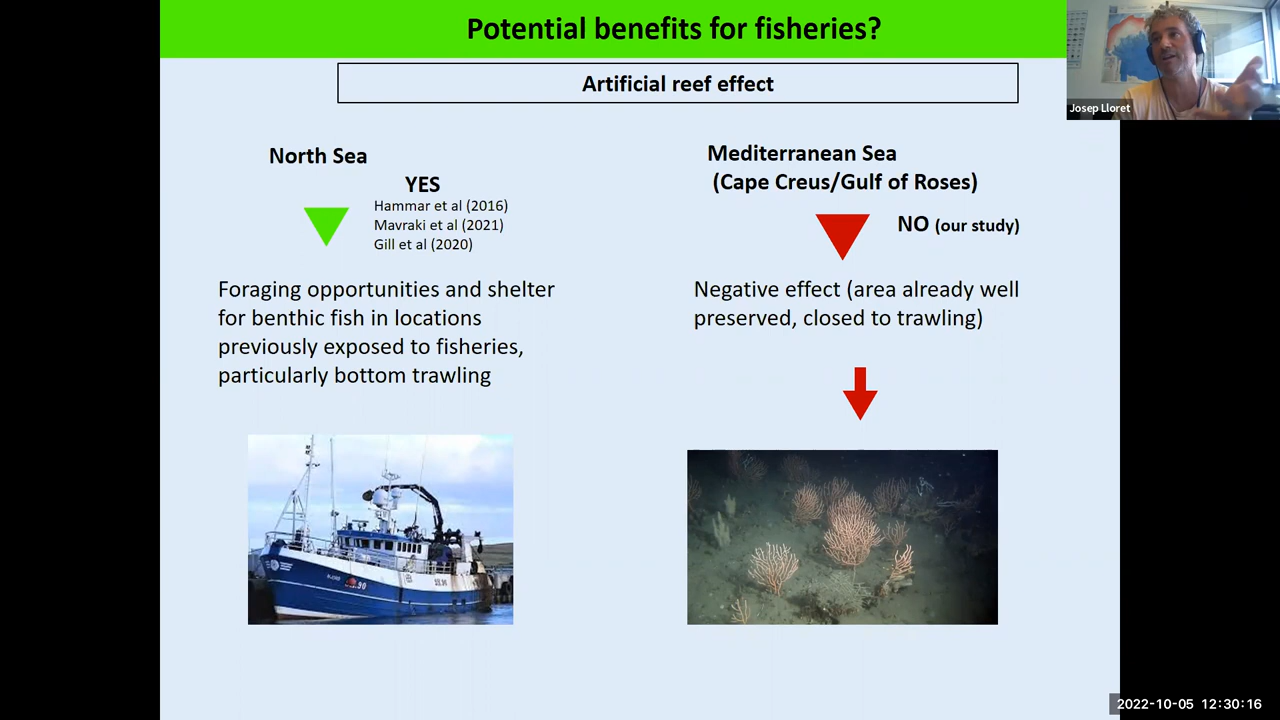 Potential benefits for fisheries?
Artificial reef effect
Josep Lloret
North Sea
YES
Hammar et al (2016)
Mavraki et al (2021)
Gill et al (2020)
Foraging opportunities and shelter
for benthic fish in locations
previously exposed to fisheries,
particularly bottom trawling
Mediterranean Sea
(Cape Creus/Gulf of Roses)
NO (our study)
Negative effect (area already well
preserved, closed to trawling)
2022-10-05 12:30:16